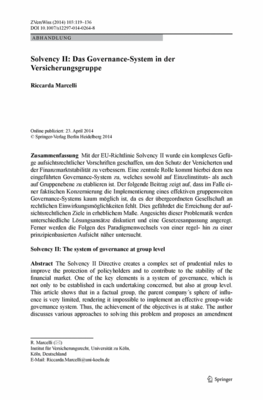 ZVersWiss (2014) 103:119–136
DOI 10.1007/s12297-014-0264-8
ABHANDLUNG
Solvency II: Das Governance-System in der
Versicherungsgruppe
Riccarda Marcelli
Online publiziert: 23. April 2014
© Springer-Verlag Berlin Heidelberg 2014
Zusammenfassung Mit der EU-Richtlinie Solvency II wurde ein komplexes Gefü-
ge aufsichtsrechtlicher Vorschriften geschaffen, um den Schutz der Versicherten und
der Finanzmarktstabilität zu verbessern. Eine zentrale Rolle kommt hierbei dem neu
eingeführten Governance-System zu, welches sowohl auf Einzelinstituts- als auch
auf Gruppenebene zu etablieren ist. Der folgende Beitrag zeigt auf, dass im Falle ei-
ner faktischen Konzernierung die Implementierung eines effektiven gruppenweiten
Governance-Systems kaum möglich ist, da es der übergeordneten Gesellschaft an
rechtlichen Einwirkungsmöglichkeiten fehlt. Dies gefährdet die Erreichung der auf-
sichtsrechtlichen Ziele in erheblichem Maße. Angesichts dieser Problematik werden
unterschiedliche Lösungsansätze diskutiert und eine Gesetzanpassung angeregt.
Ferner werden die Folgen des Paradigmenwechsels von einer regel- hin zu einer
prinzipienbasierten Aufsicht näher untersucht.
Solvency II: The system of governance at group level
Abstract The Solvency II Directive creates a complex set of prudential rules to
improve the protection of policyholders and to contribute to the stability of the
financial market. One of the key elements is a system of governance, which is
not only to be established in each undertaking concerned, but also at group level.
This article shows that in a factual group, the parent company's sphere of influ-
ence is very limited, rendering it impossible to implement an effective group-wide
governance system. Thus, the achievement of the objectives is at stake. The author
discusses various approaches to solving this problem and proposes an amendment
R. Marcelli (✉)
Institut für Versicherungsrecht, Universität zu Köln,
Köln, Deutschland
E-Mail: Riccarda.Marcelli@uni-koeln.de